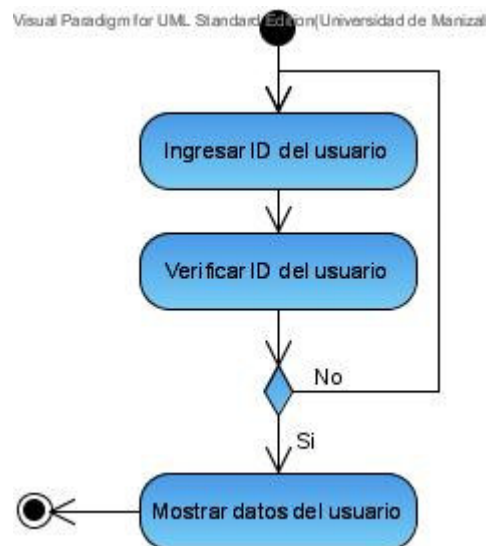 Visual Paradigm for UML Standard Edition(Universidad de Manizal
Ingresar ID del usuario
Verificar ID del usuario
No
Si
Mostrar datos del usuario